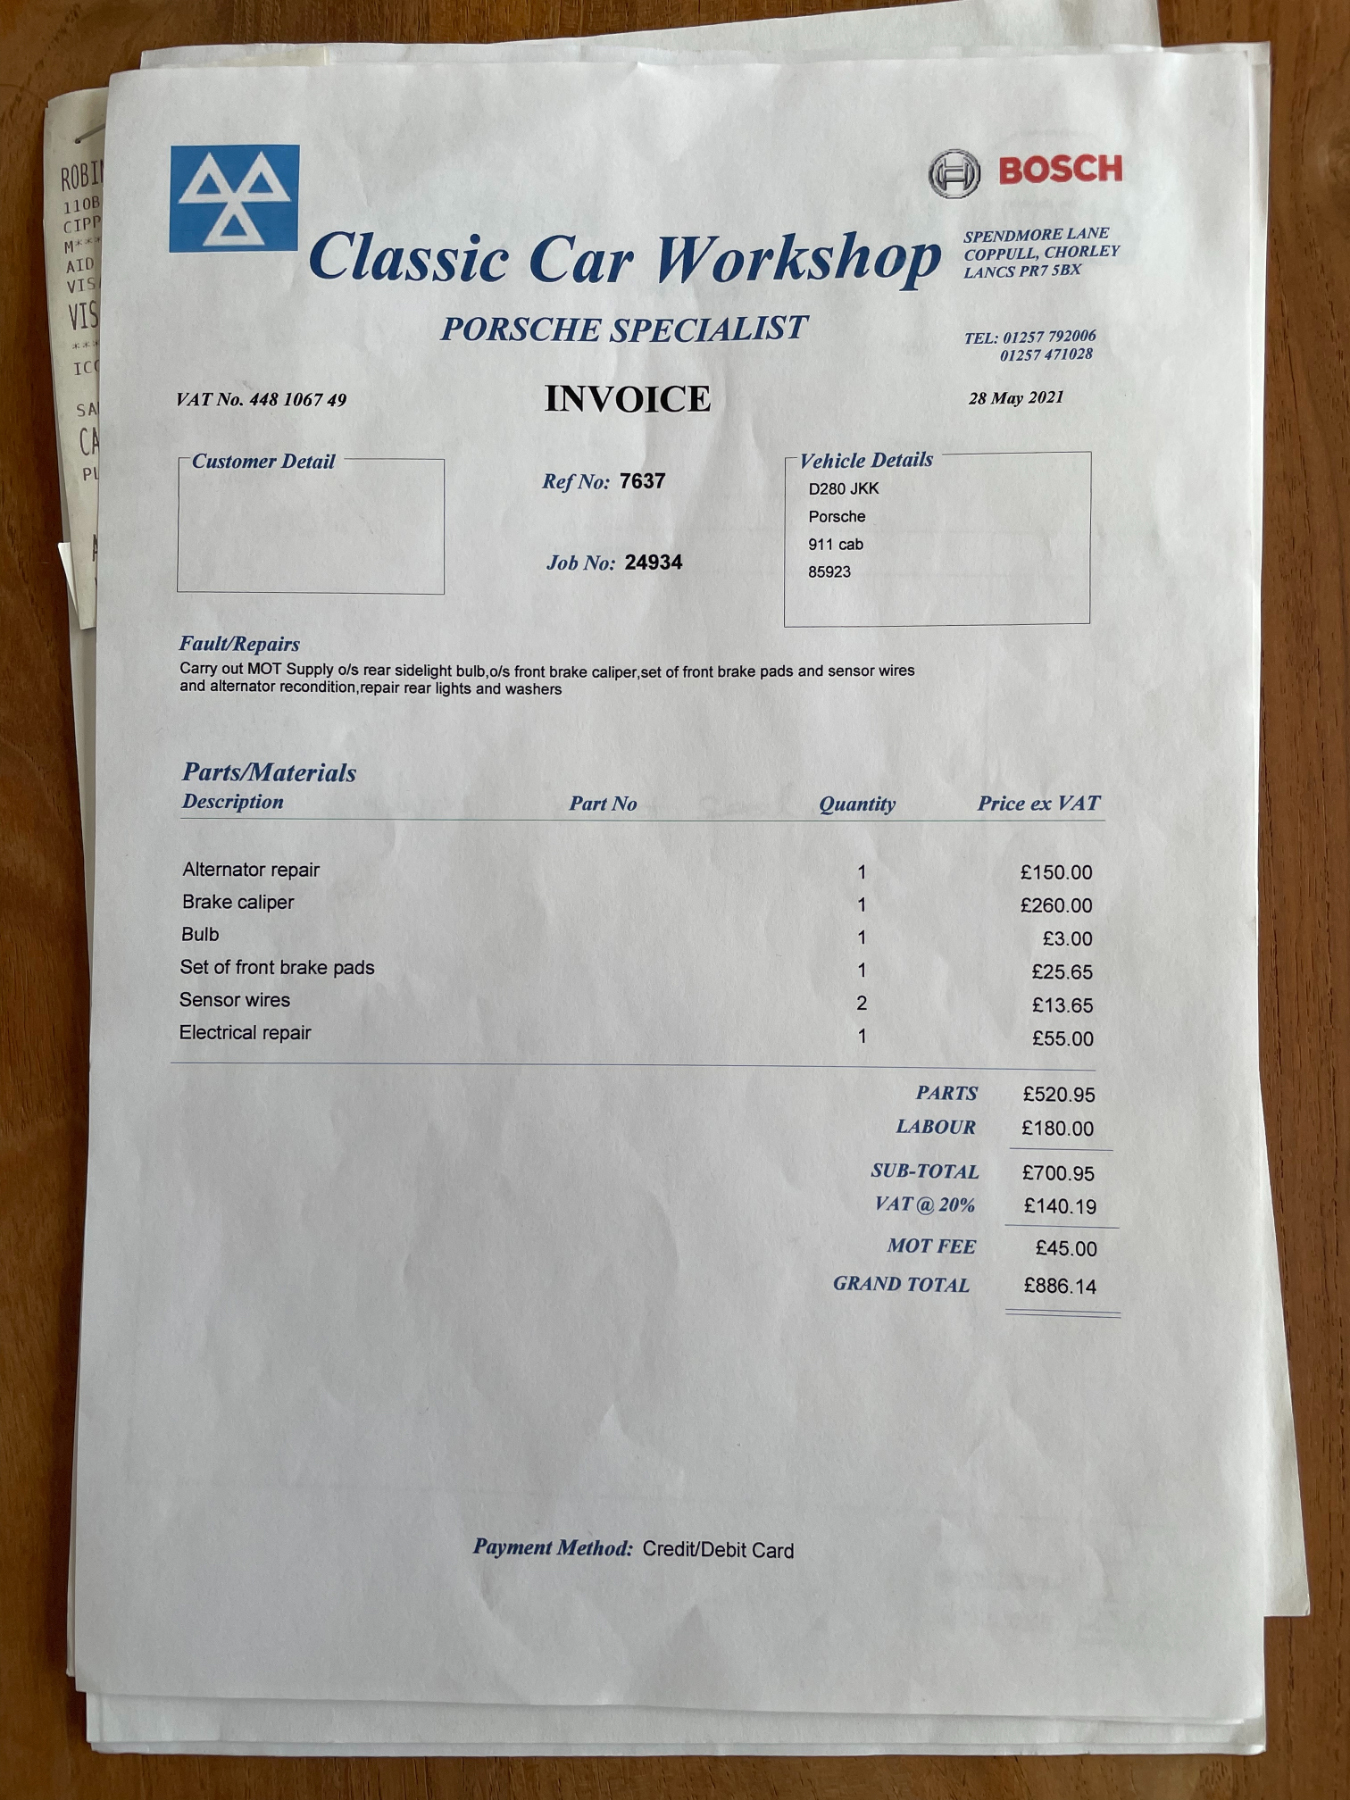 BOSCH
Classic Car Workshop
SPENDMORE LANE
COPPULL, CHORLEY
LANCS PR7 5BX
PORSCHE SPECIALIST
TEL: 01257 792006
01257 471028
VAT No. 448 1067 49
INVOICE
28 May 2021
Customer Detail
Ref No: 7637
Job No: 24934
Vehicle Details
D280 JKK
Porsche
911 cab
85923
Fault/Repairs
Carry out MOT Supply o/s rear sidelight bulb,o/s front brake caliper,set of front brake pads and sensor wires
and alternator recondition,repair rear lights and washers
Parts/Materials
Description Part No Quantity Price ex VAT
Alternator repair 1 £150.00
Brake caliper 1 £260.00
Bulb 1 £3.00
Set of front brake pads 1 £25.65
Sensor wires 2 £13.65
Electrical repair 1 £55.00
PARTS £520.95
LABOUR £180.00
SUB-TOTAL £700.95
VAT @ 20% £140.19
MOT FEE £45.00
GRAND TOTAL £886.14
Payment Method: Credit/Debit Card
110B
M***
AID